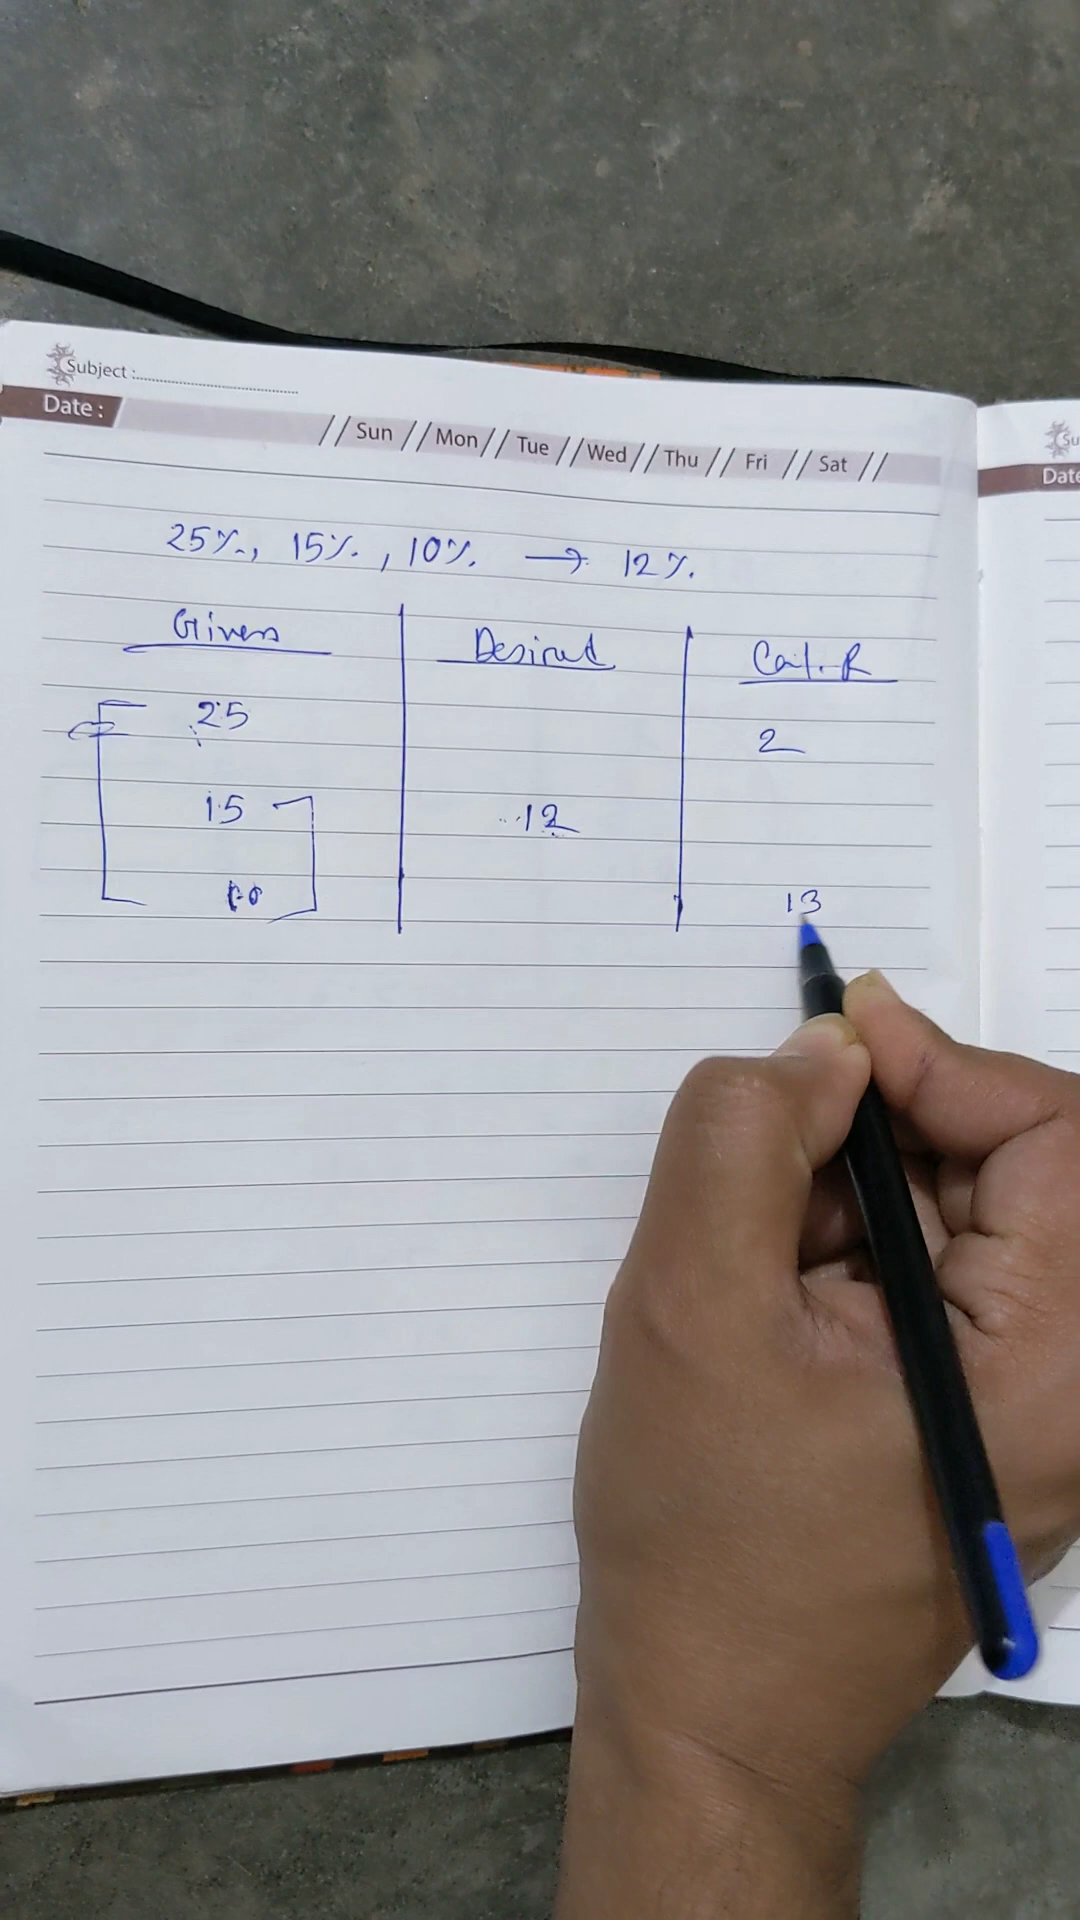 Subject :
Su
Date :
// Sun // Mon // Tue // Wed // Thu // Fri // Sat //
Date
25%, 15%, 10% → 12%
Given Desired Cal. R
25 2
15 12
10 13